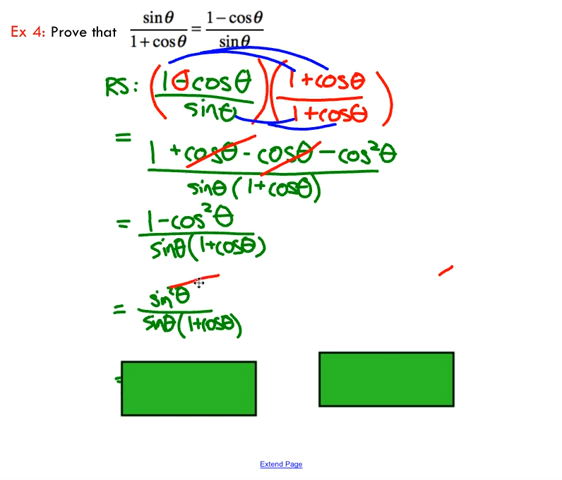 Ex 4: Prove that sinθ/(1+cosθ) = (1−cosθ)/sinθ
RS: ((1−cosθ)/sinθ)((1+cosθ)/(1+cosθ))
= (1+cosθ-cosθ-cos²θ)/(sinθ(1+cosθ))
= (1-cos²θ)/(sinθ(1+cosθ))
= sin²θ/(sinθ(1+cosθ))
=
Extend Page